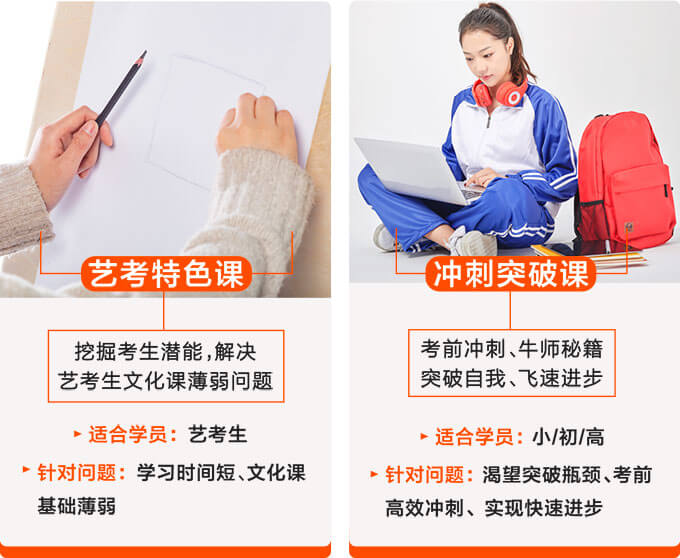 艺考特色课
挖掘考生潜能,解决
艺考生文化课薄弱问题
适合学员：艺考生
针对问题：学习时间短、文化课
基础薄弱
冲刺突破课
考前冲刺、牛师秘籍
突破自我、飞速进步
适合学员：小/初/高
针对问题：渴望突破瓶颈、考前
高效冲刺、实现快速进步